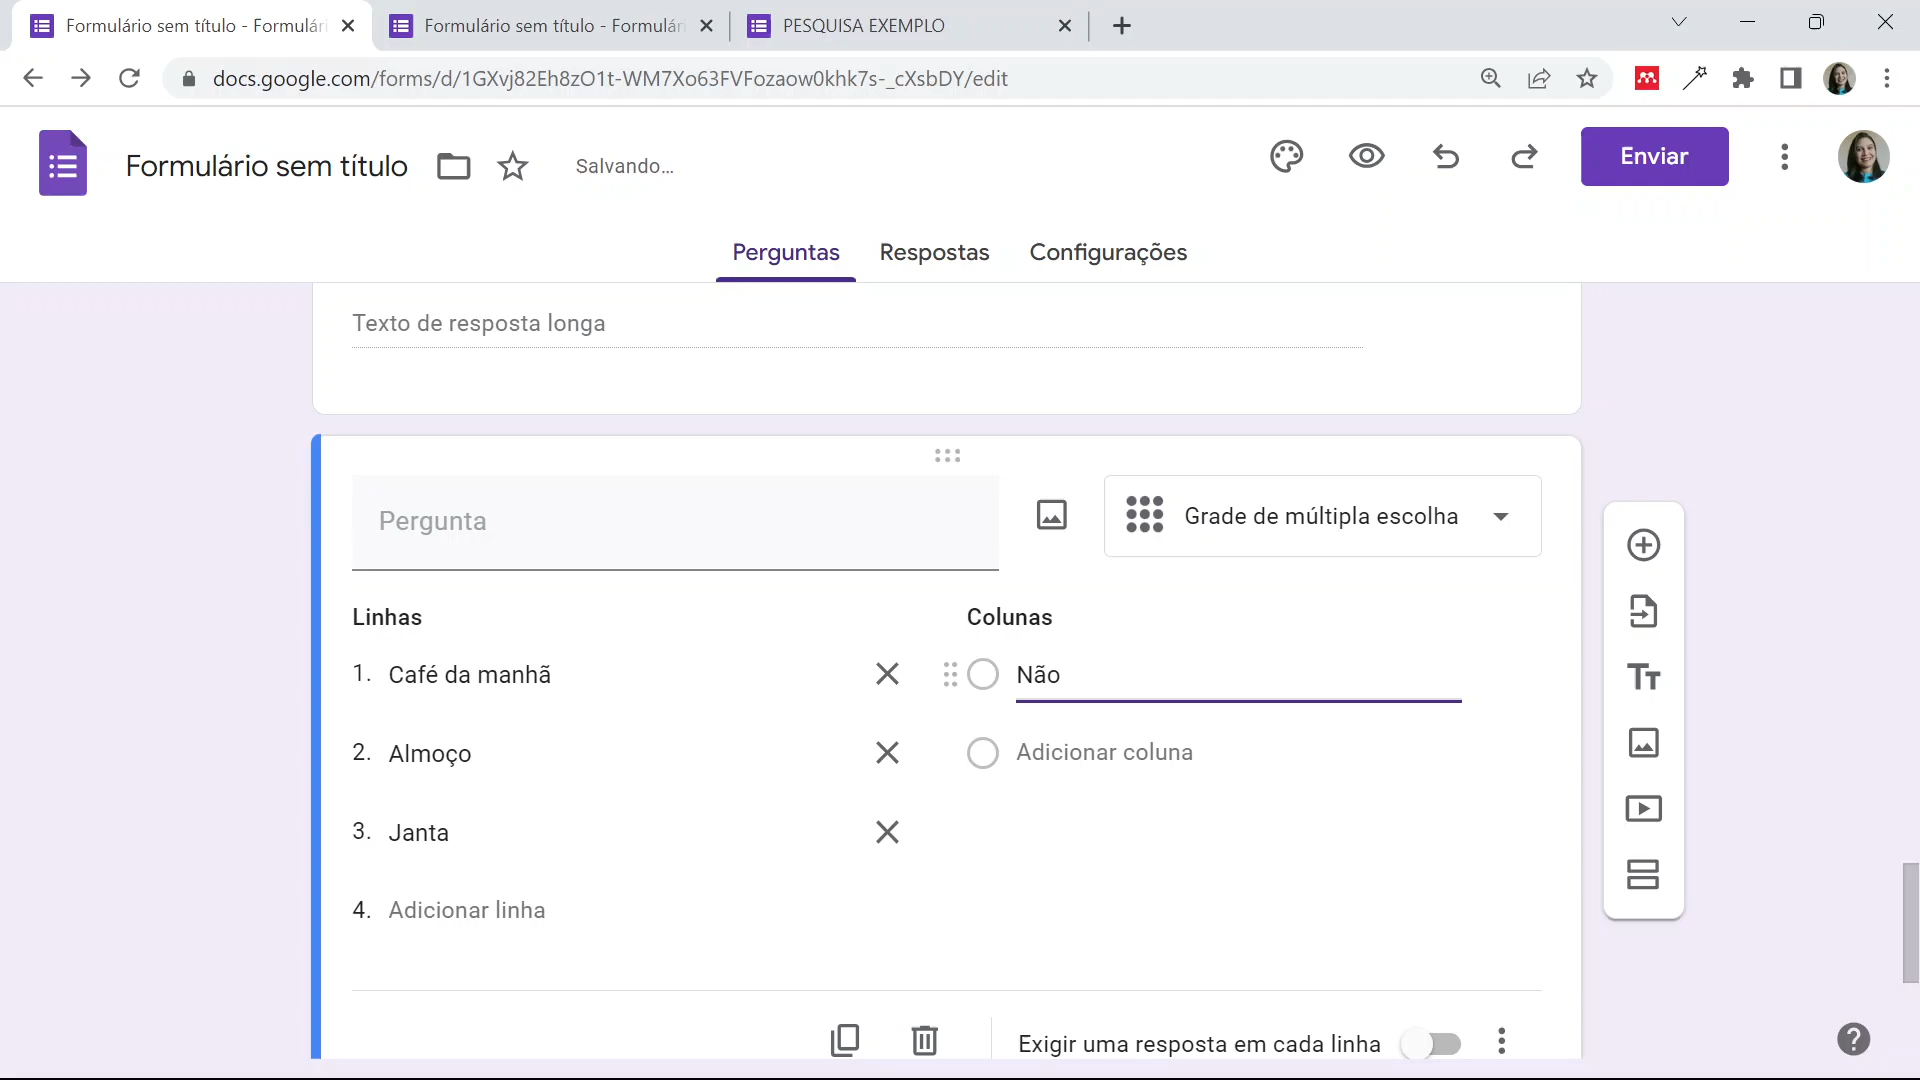 Formulário sem título - Formulári
Formulário sem título - Formulári
PESQUISA EXEMPLO
docs.google.com/forms/d/1GXvj82Eh8zO1t-WM7Xo63FVFozaow0khk7s-_cXsbDY/edit
Formulário sem título
Salvando...
Enviar
Perguntas
Respostas
Configurações
Texto de resposta longa
Pergunta
Grade de múltipla escolha
Linhas
Colunas
1. Café da manhã
Não
2. Almoço
Adicionar coluna
3. Janta
4. Adicionar linha
Exigir uma resposta em cada linha